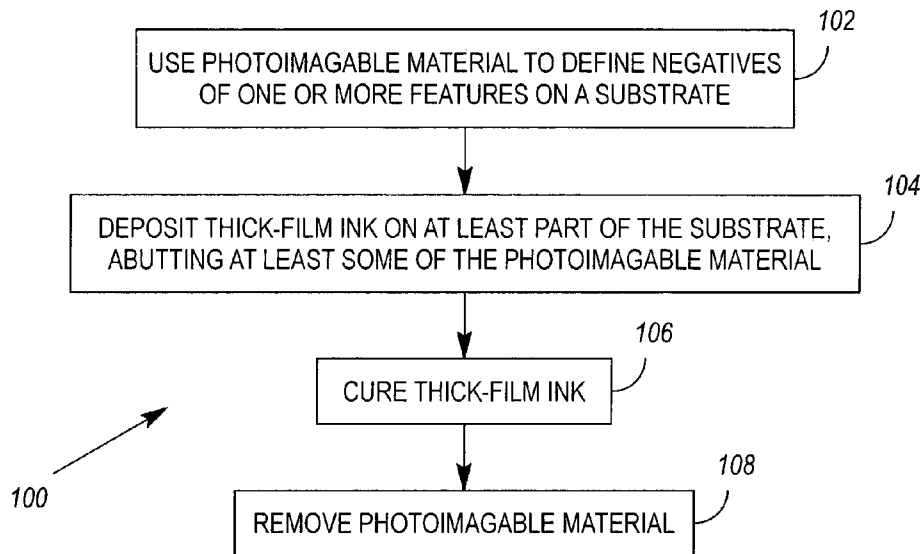 102
USE PHOTOIMAGABLE MATERIAL TO DEFINE NEGATIVES
OF ONE OR MORE FEATURES ON A SUBSTRATE
104
DEPOSIT THICK-FILM INK ON AT LEAST PART OF THE SUBSTRATE,
ABUTTING AT LEAST SOME OF THE PHOTOIMAGABLE MATERIAL
106
CURE THICK-FILM INK
100
108
REMOVE PHOTOIMAGABLE MATERIAL